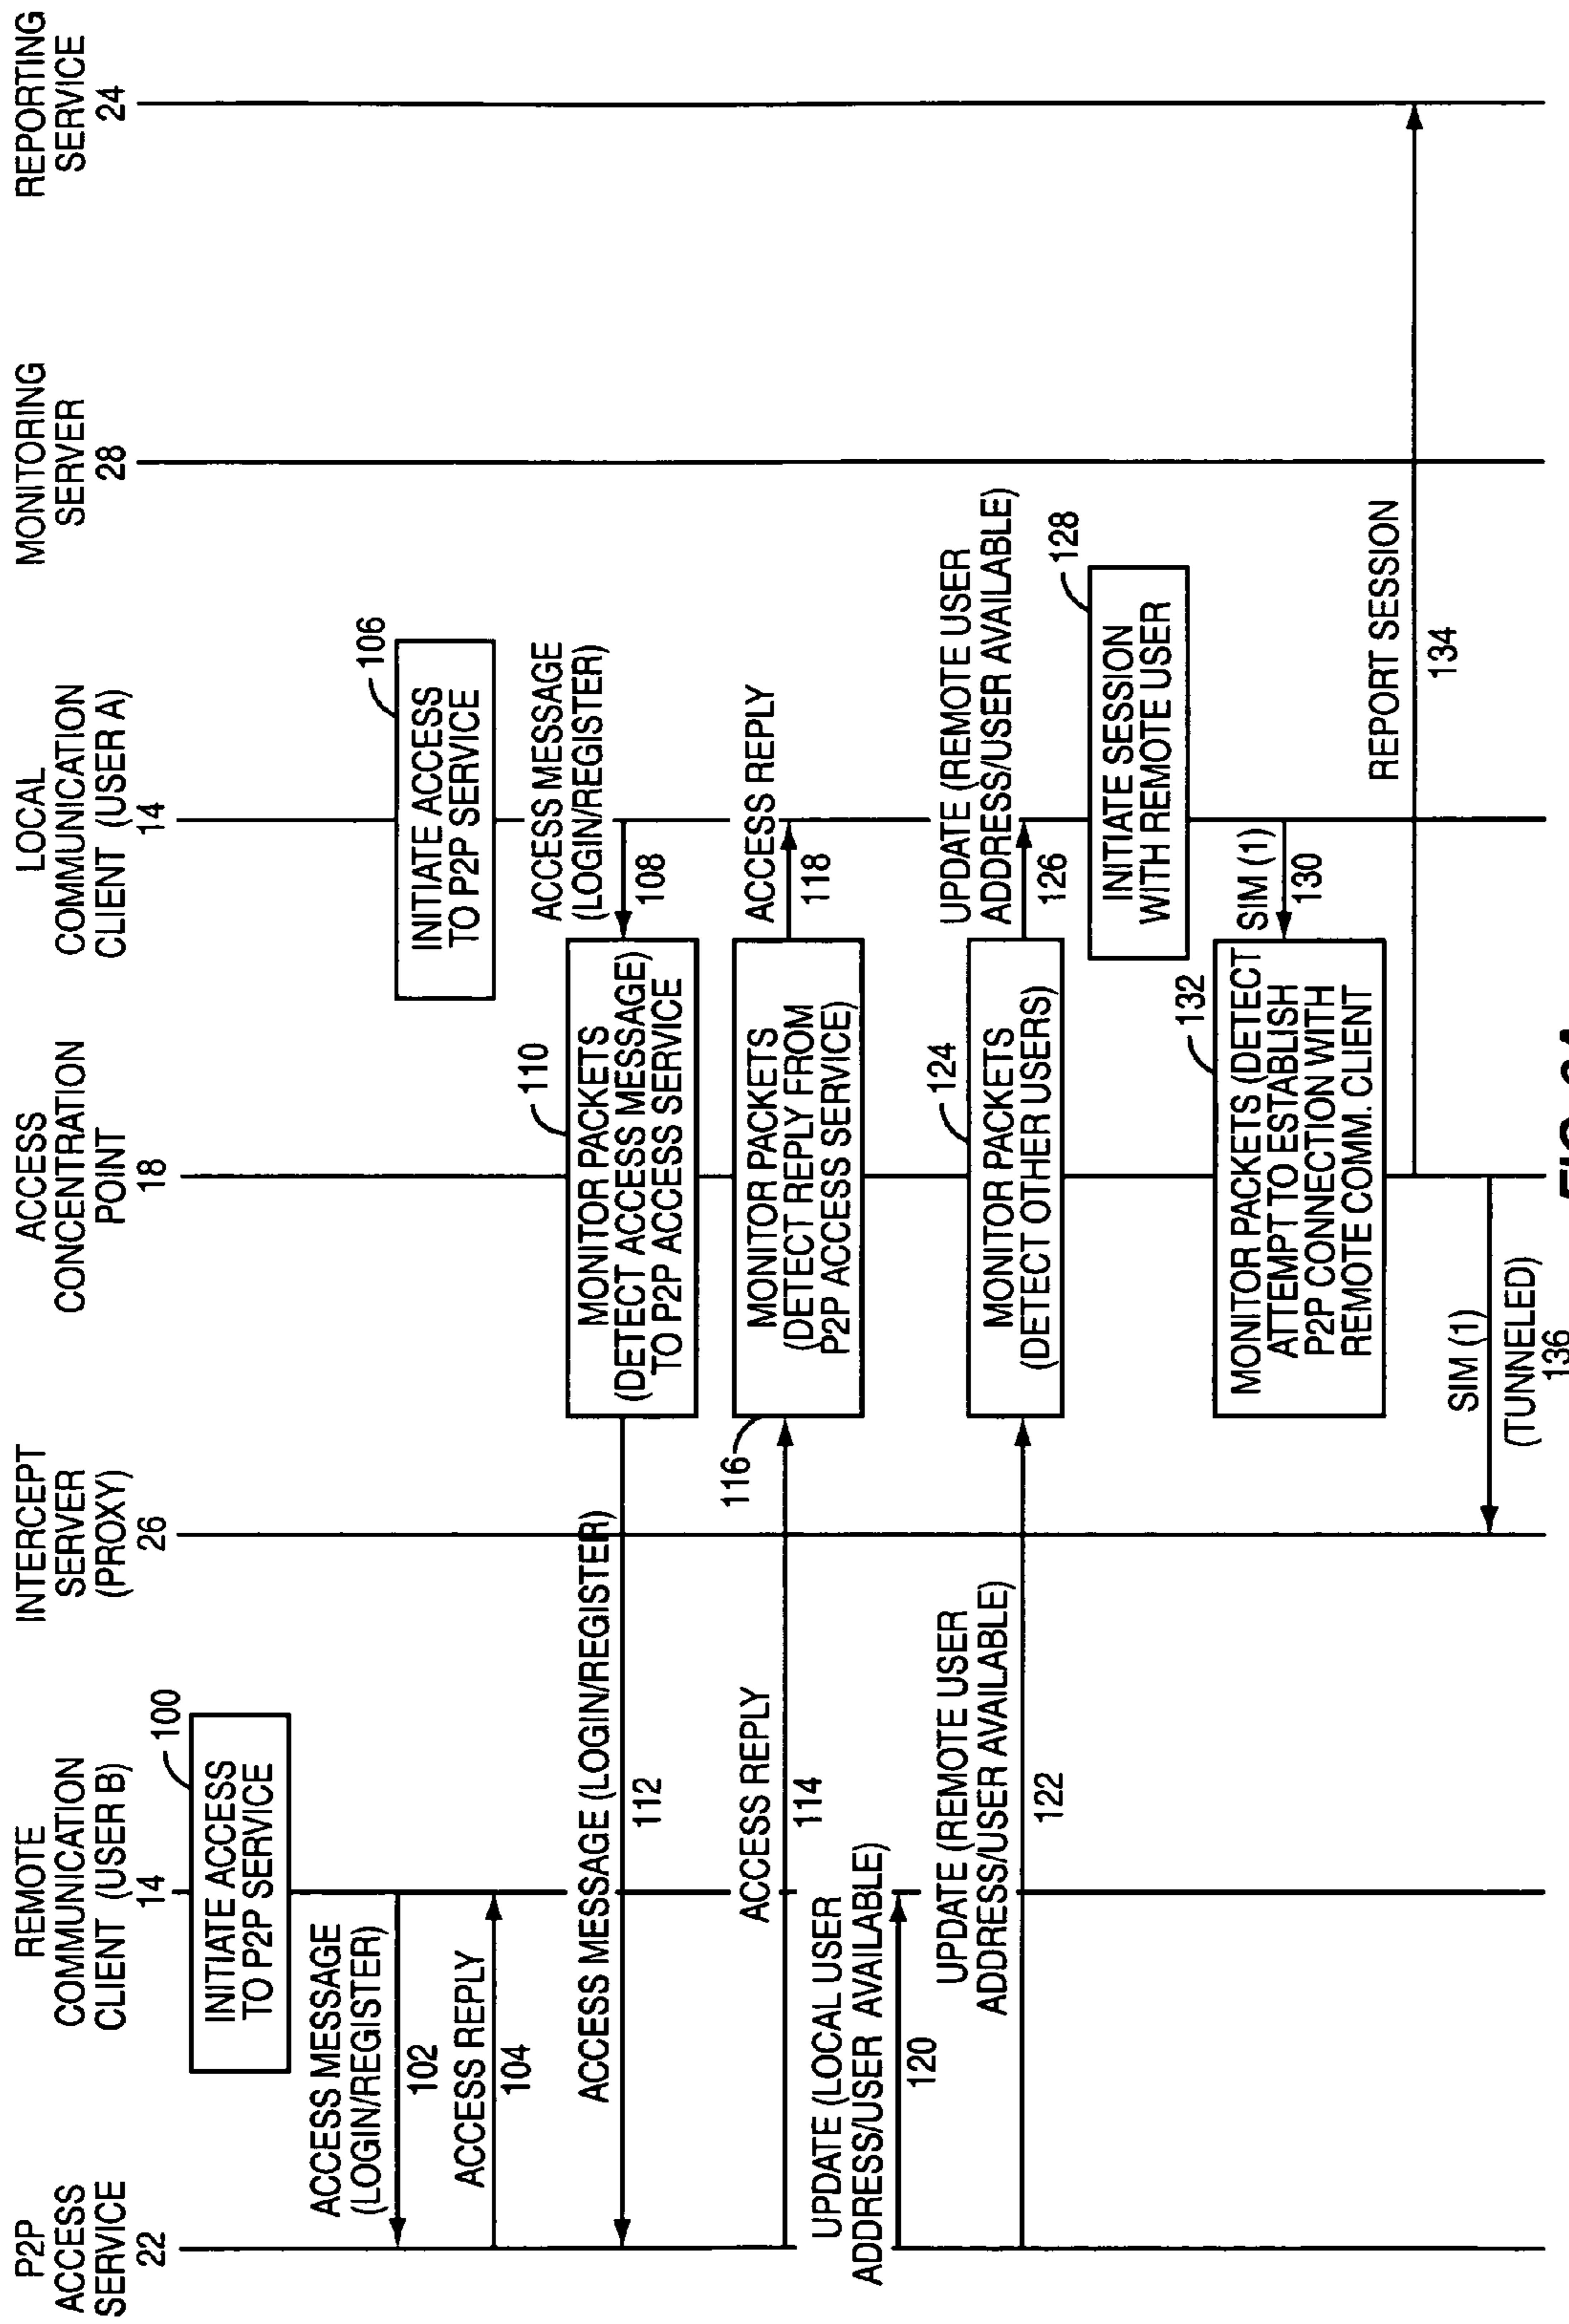 P2P
ACCESS
SERVICE
22
REMOTE
COMMUNICATION
CLIENT (USER B)
14
INTERCEPT
SERVER
(PROXY)
26
ACCESS
CONCENTRATION
POINT
18
LOCAL
COMMUNICATION
CLIENT (USER A)
14
MONITORING
SERVER
28
REPORTING
SERVICE
24
INITIATE ACCESS
TO P2P SERVICE
100
ACCESS MESSAGE
(LOGIN/REGISTER)
102
ACCESS REPLY
104
INITIATE ACCESS
TO P2P SERVICE
106
ACCESS MESSAGE
(LOGIN/REGISTER)
108
MONITOR PACKETS
(DETECT ACCESS MESSAGE)
TO P2P ACCESS SERVICE
110
ACCESS MESSAGE (LOGIN/REGISTER)
112
ACCESS REPLY
114
MONITOR PACKETS
(DETECT REPLY FROM
P2P ACCESS SERVICE)
116
ACCESS REPLY
118
UPDATE (LOCAL USER
ADDRESS/USER AVAILABLE)
120
UPDATE (REMOTE USER
ADDRESS/USER AVAILABLE)
122
MONITOR PACKETS
(DETECT OTHER USERS)
124
UPDATE (REMOTE USER
ADDRESS/USER AVAILABLE)
126
INITIATE SESSION
WITH REMOTE USER
128
SIM (1)
130
MONITOR PACKETS (DETECT
ATTEMPT TO ESTABLISH
P2P CONNECTION WITH
REMOTE COMM. CLIENT
132
REPORT SESSION
134
SIM (1)
(TUNNELED)
136